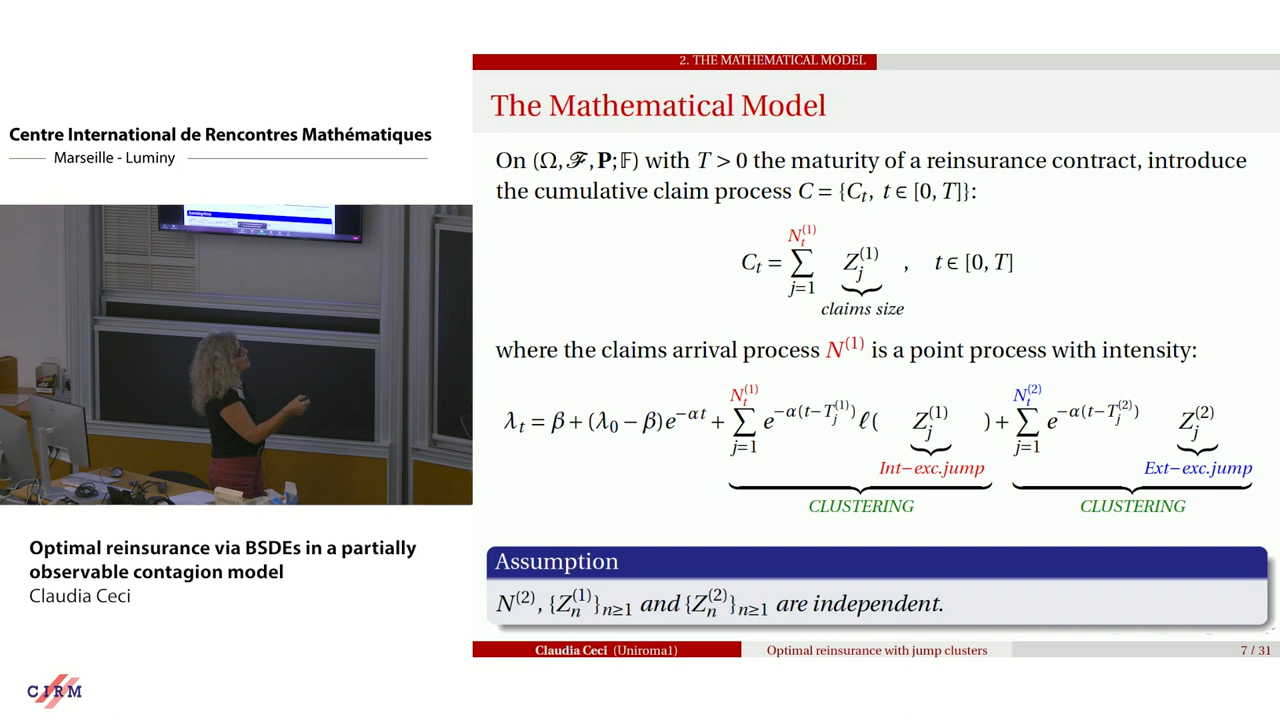 Centre International de Rencontres Mathématiques
Marseille - Luminy
Assumption
Optimal reinsurance via BSDEs in a partially
observable contagion model
Claudia Ceci
CIRM
2. THE MATHEMATICAL MODEL
The Mathematical Model
On (Ω, ℱ, P; 𝔽) with T > 0 the maturity of a reinsurance contract, introduce
the cumulative claim process C = {C_t, t ∈ [0, T]}:
C_t = ∑_{j=1}^{N_t^{(1)}} Z_j^{(1)} , t ∈ [0, T]
claims size
where the claims arrival process N^{(1)} is a point process with intensity:
λ_t = β + (λ_0 − β)e^{−αt} + ∑_{j=1}^{N_t^{(1)}} e^{−α(t−T_j^{(1)})} ℓ( Z_j^{(1)} ) + ∑_{j=1}^{N_t^{(2)}} e^{−α(t−T_j^{(2)})} Z_j^{(2)}
Int−exc.jump Ext−exc.jump
CLUSTERING CLUSTERING
Assumption
N^{(2)}, {Z_n^{(1)}}_{n≥1} and {Z_n^{(2)}}_{n≥1} are independent.
Claudia Ceci (Uniroma1) Optimal reinsurance with jump clusters 7 / 31